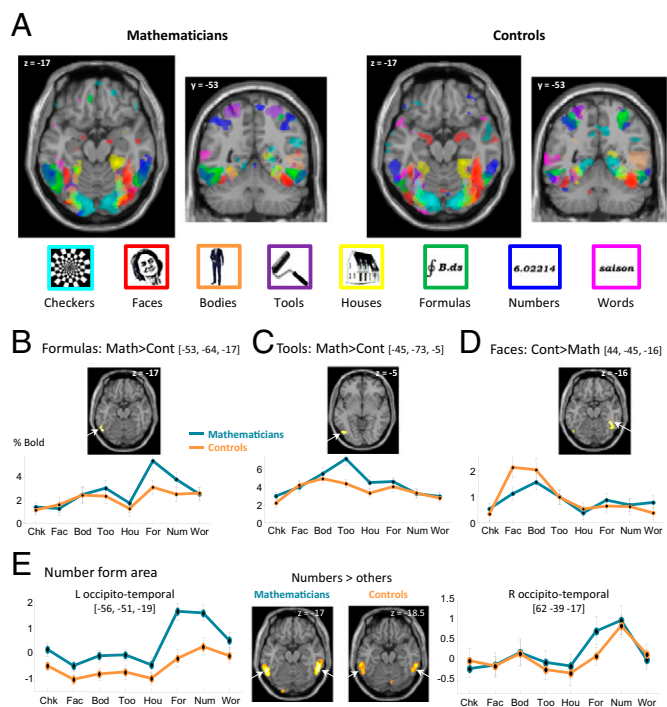 A
Mathematicians
Controls
z = -17
y = -53
z = -17
y = -53
∮ B.ds
6.02214
saison
Checkers
Faces
Bodies
Tools
Houses
Formulas
Numbers
Words
B Formulas: Math>Cont [-53, -64, -17]
C Tools: Math>Cont [-45, -73, -5]
D Faces: Cont>Math [44, -45, -16]
z = -17
z = -5
z = -16
% Bold
Mathematicians
Controls
4
2
0
Chk Fac Bod Too Hou For Num Wor
6
4
2
0
Chk Fac Bod Too Hou For Num Wor
2
1
0
Chk Fac Bod Too Hou For Num Wor
E Number form area
L occipito-temporal
[-56, -51, -19]
2
1
0
-1
Chk Fac Bod Too Hou For Num Wor
Numbers > others
Mathematicians
Controls
z = -17
z = -18.5
R occipito-temporal
[62 -39 -17]
1.5
1
0.5
0
-0.5
Chk Fac Bod Too Hou For Num Wor